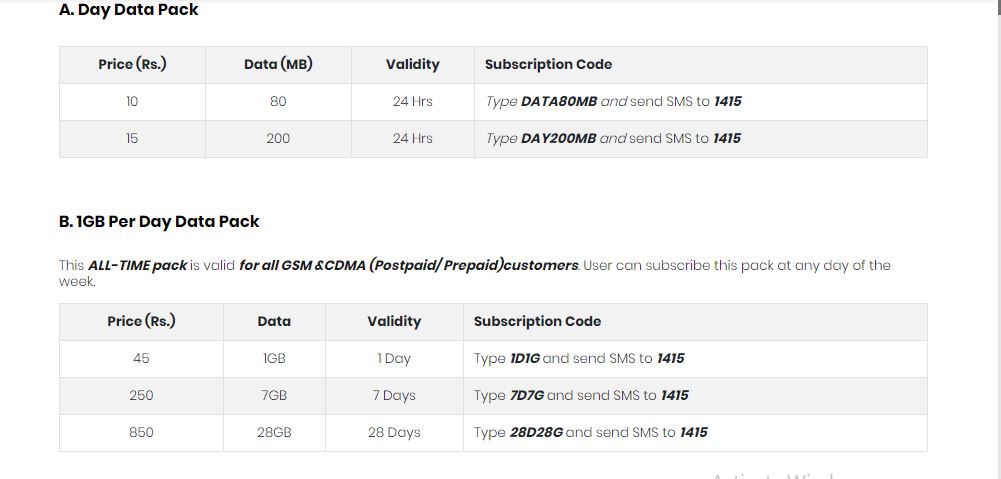 A. Day Data Pack
Price (Rs.) Data (MB) Validity Subscription Code
10 80 24 Hrs Type DATA80MB and send SMS to 1415
15 200 24 Hrs Type DAY200MB and send SMS to 1415
B. 1GB Per Day Data Pack
This ALL-TIME pack is valid for all GSM &CDMA (Postpaid/ Prepaid)customers. User can subscribe this pack at any day of the
week.
Price (Rs.) Data Validity Subscription Code
45 1GB 1 Day Type 1D1G and send SMS to 1415
250 7GB 7 Days Type 7D7G and send SMS to 1415
850 28GB 28 Days Type 28D28G and send SMS to 1415